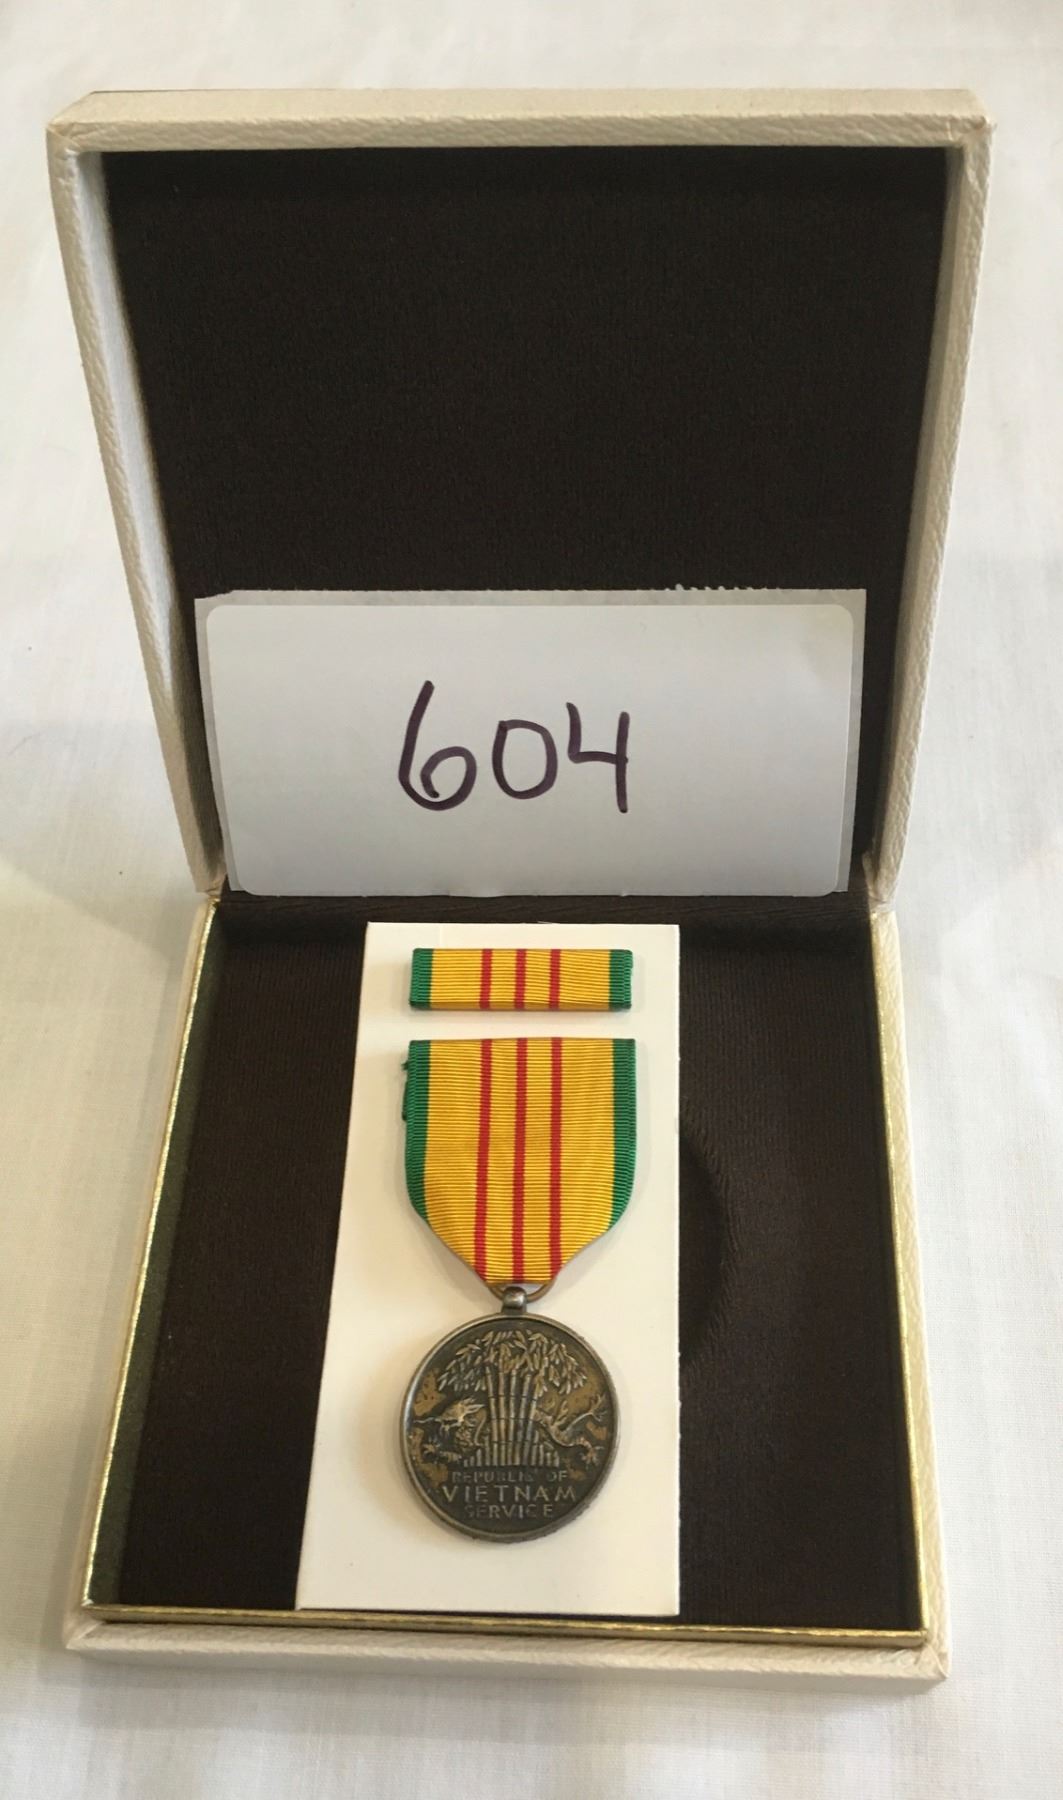 604
REPUBLIC OF
VIETNAM
SERVICE